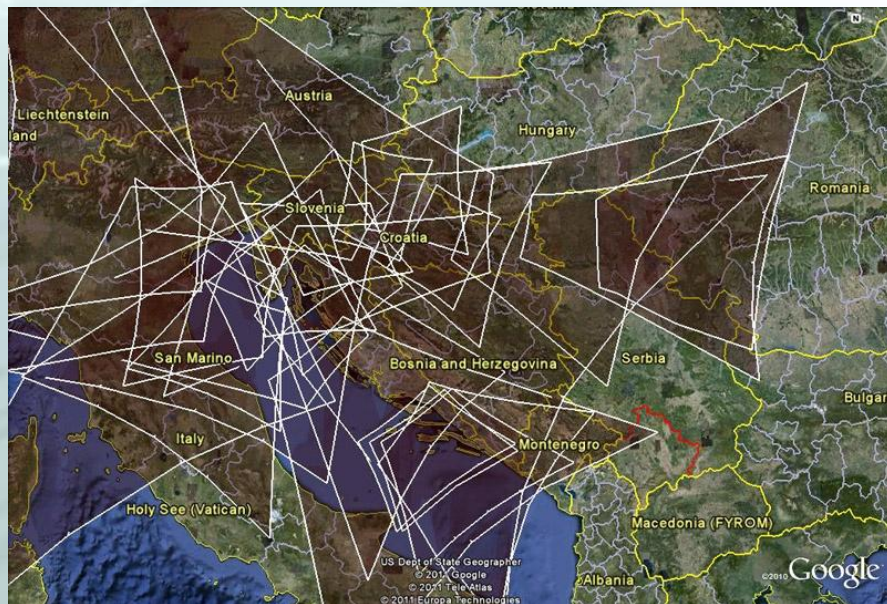 N
Austria
Liechtenstein
land
Hungary
Romania
Slovenia
Croatia
San Marino
Bosnia and Herzegovina
Serbia
Bulgar
Italy
Montenegro
Holy See (Vatican)
Macedonia (FYROM)
US Dept of State Geographer
© 2011 Google
© 2011 Tele Atlas
© 2011 Europa Technologies
Albania
©2010 Google